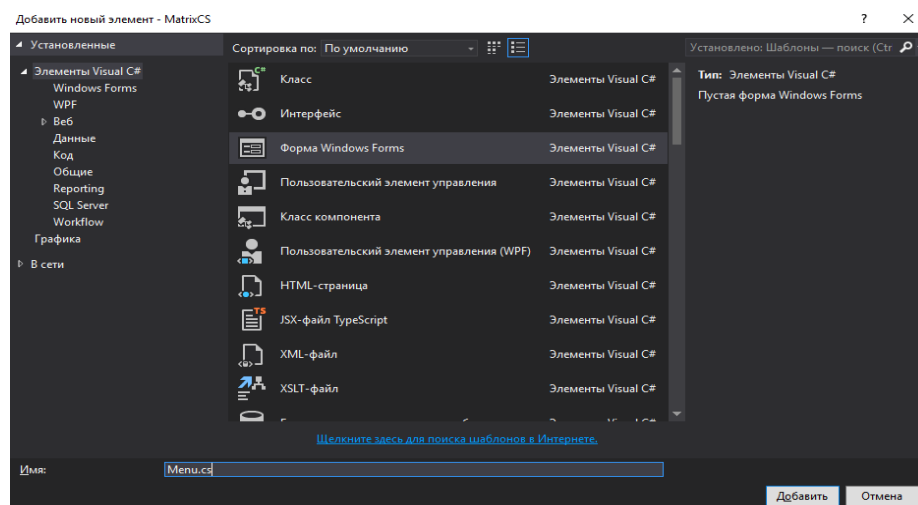 Добавить новый элемент - MatrixCS
Установленные
Сортировка по: По умолчанию
Установлено: Шаблоны — поиск (Ctr
Элементы Visual C#
Windows Forms
WPF
Веб
Данные
Код
Общие
Reporting
SQL Server
Workflow
Графика
В сети
Класс Элементы Visual C#
Интерфейс Элементы Visual C#
Форма Windows Forms Элементы Visual C#
Пользовательский элемент управления Элементы Visual C#
Класс компонента Элементы Visual C#
Пользовательский элемент управления (WPF) Элементы Visual C#
HTML-страница Элементы Visual C#
JSX-файл TypeScript Элементы Visual C#
XML-файл Элементы Visual C#
XSLT-файл Элементы Visual C#
Тип: Элементы Visual C#
Пустая форма Windows Forms
Щелкните здесь для поиска шаблонов в Интернете.
Имя: Menu.cs
Добавить Отмена